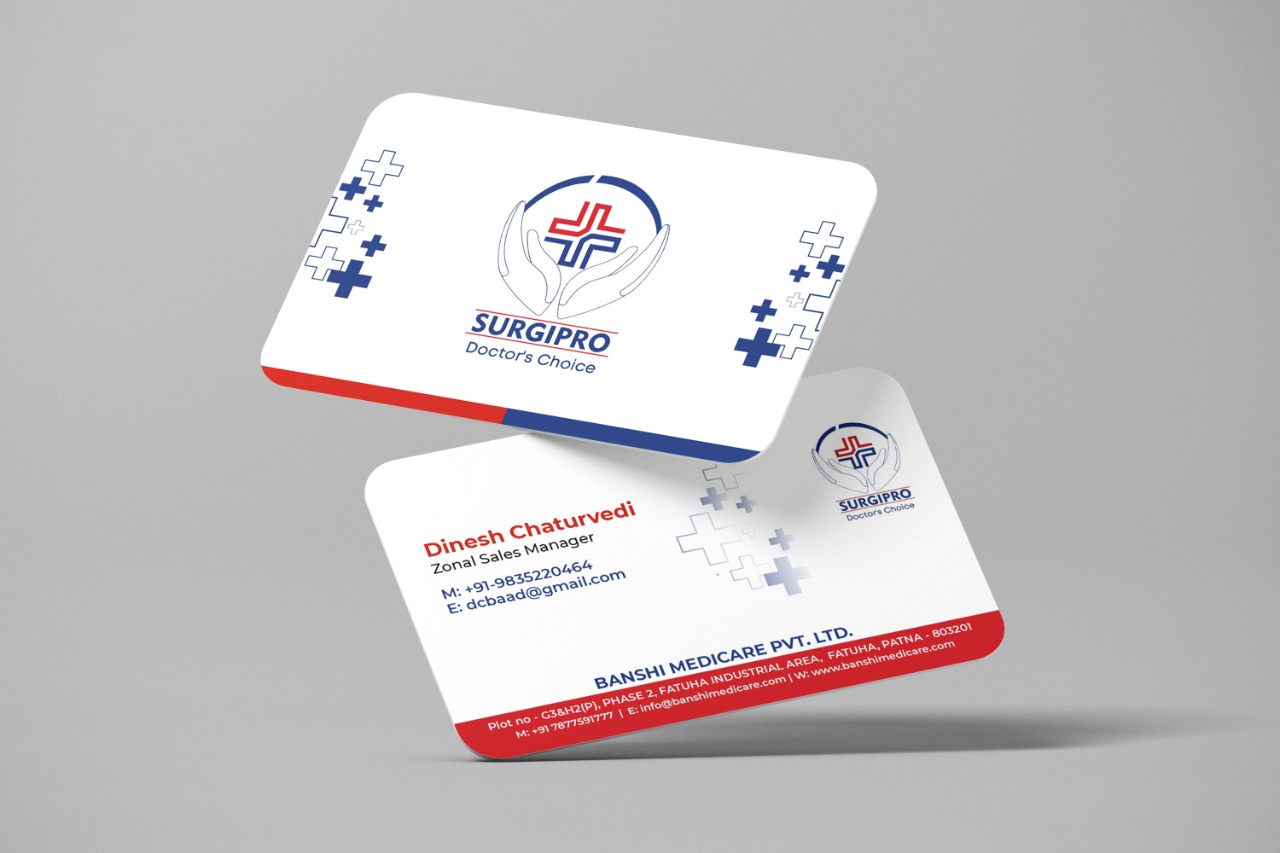 SURGIPRO
Doctor's Choice
SURGIPRO
Doctor's Choice
Dinesh Chaturvedi
Zonal Sales Manager
M: +91-9835220464
E: dcbaad@gmail.com
BANSHI MEDICARE PVT. LTD.
Plot no - G3&H2(P), PHASE 2, FATUHA INDUSTRIAL AREA, FATUHA, PATNA - 803201
M: +91 7877591777 | E: info@banshimedicare.com | W: www.banshimedicare.com